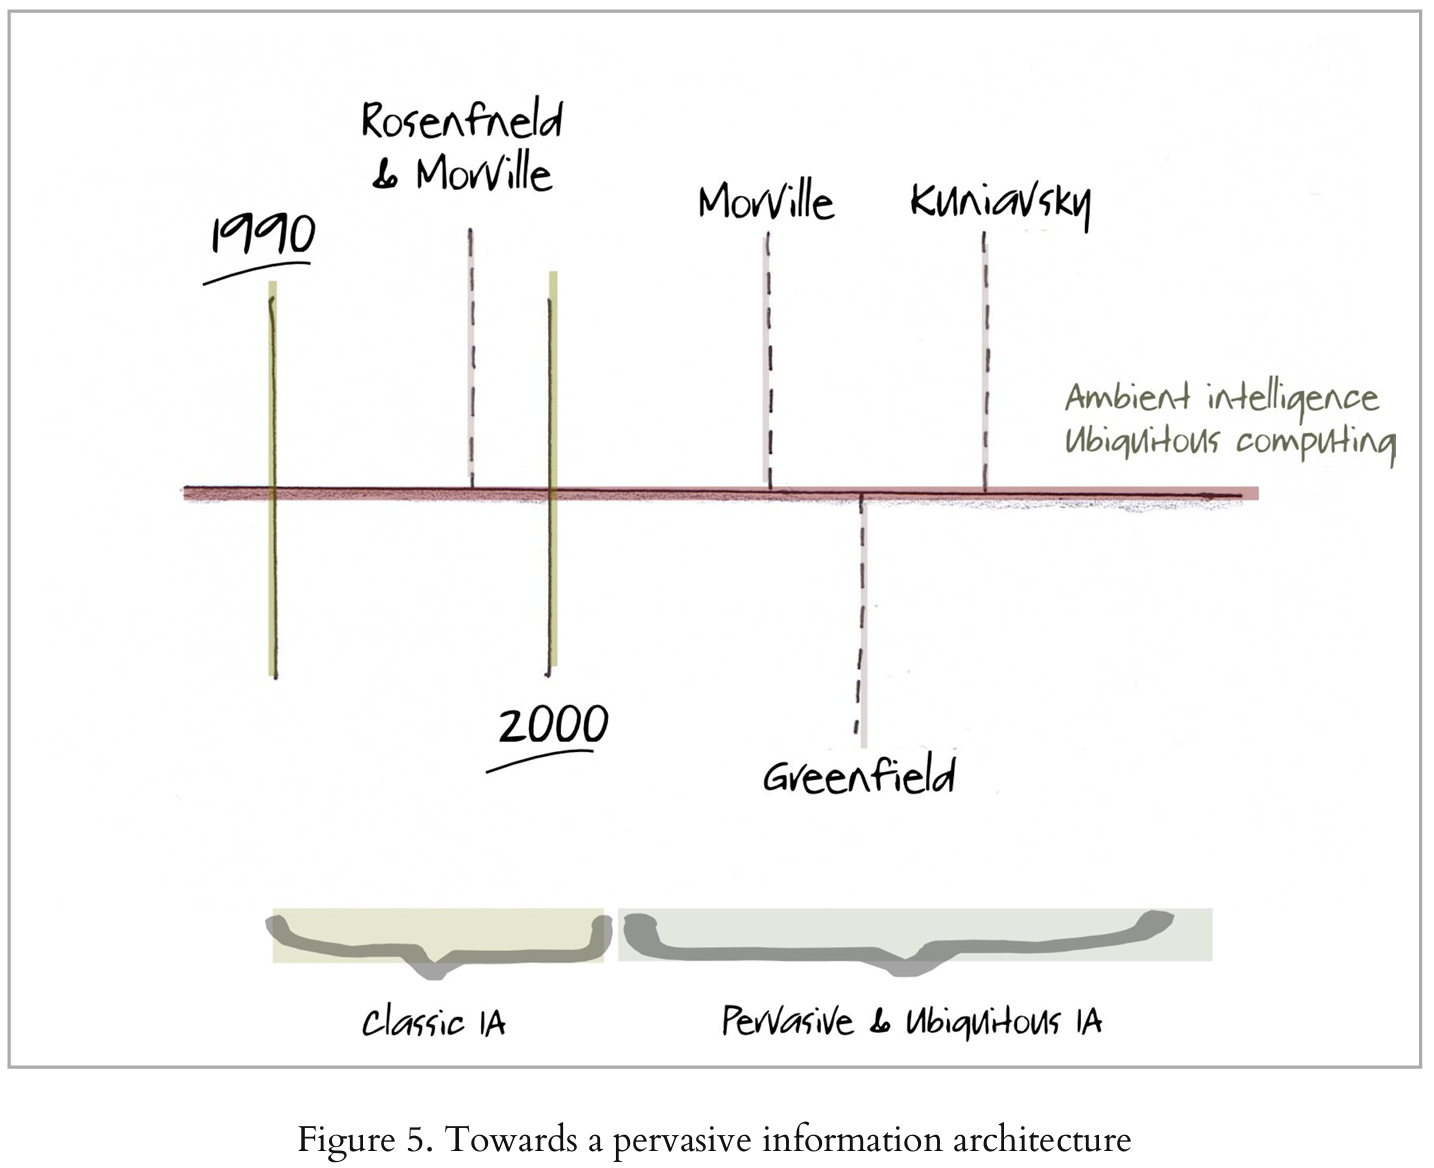 Rosenfneld
& Morville
1990
Morville
Kuniavsky
Ambient intelligence
Ubiquitous computing
2000
Greenfield
Classic IA
Pervasive & Ubiquitous IA
Figure 5. Towards a pervasive information architecture